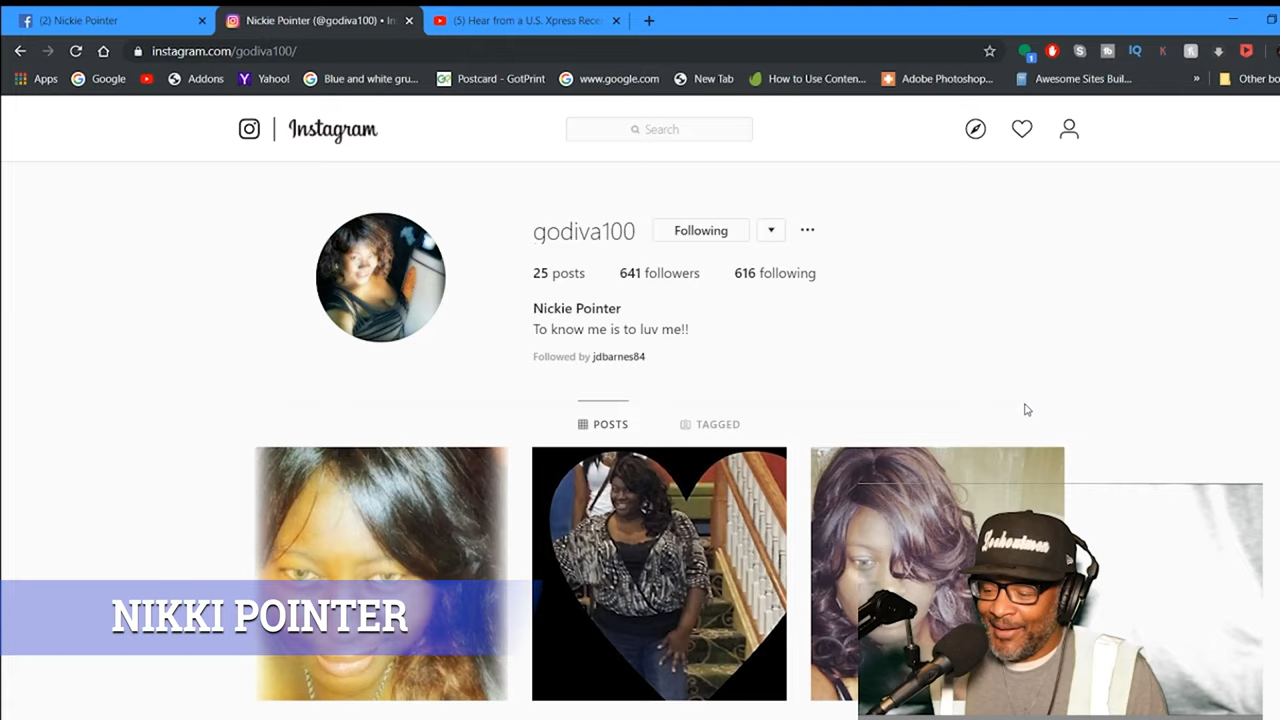 (2) Nickie Pointer
Nickie Pointer (@godiva100) • In
(5) Hear from a U.S. Xpress Rece
instagram.com/godiva100/
Apps
Google
Addons
Yahoo!
Blue and white gru...
Postcard - GotPrint
www.google.com
New Tab
How to Use Conten...
Adobe Photoshop...
Awesome Sites Buil...
»
Other bo
Instagram
Search
godiva100
Following
25 posts
641 followers
616 following
Nickie Pointer
To know me is to luv me!!
Followed by jdbarnes84
POSTS
TAGGED
NIKKI POINTER